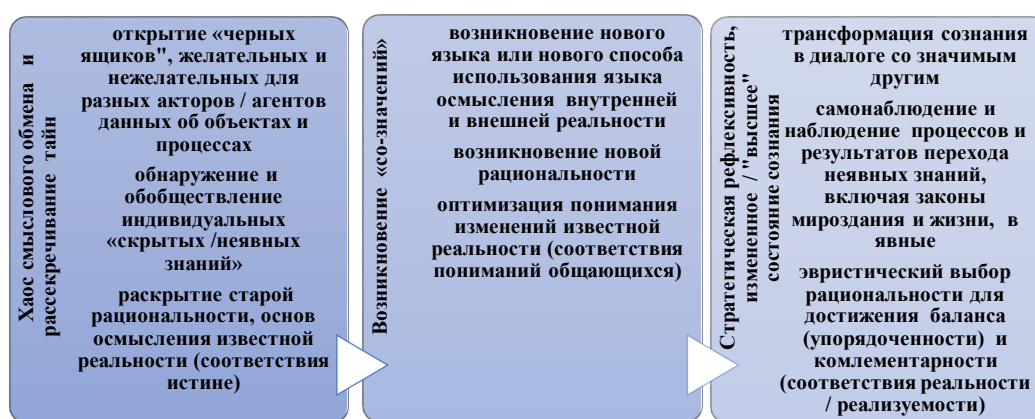 Хаос смыслового обмена и
рассекречивание тайн
открытие «черных
ящиков", желательных и
нежелательных для
разных акторов / агентов
данных об объектах и
процессах
обнаружение и
обобществление
индивидуальных
«скрытых /неявных
знаний»
раскрытие старой
рациональности, основ
осмысления известной
реальности (соответствия
истине)
Возникновение «со-значений»
возникновение нового
языка или нового способа
использования языка
осмысления внутренней
и внешней реальности
возникновение новой
рациональности
оптимизация понимания
изменений известной
реальности (соответствия
пониманий общающихся)
Стратегическая рефлексивность,
измененное / "высшее"
состояние сознания
трансформация сознания
в диалоге со значимым
другим
самонаблюдение и
наблюдение процессов и
результатов перехода
неявных знаний,
включая законы
мироздания и жизни, в
явные
эвристический выбор
рациональности для
достижения баланса
(упорядоченности) и
комлементарности
(соответствия реальности
/ реализуемости)